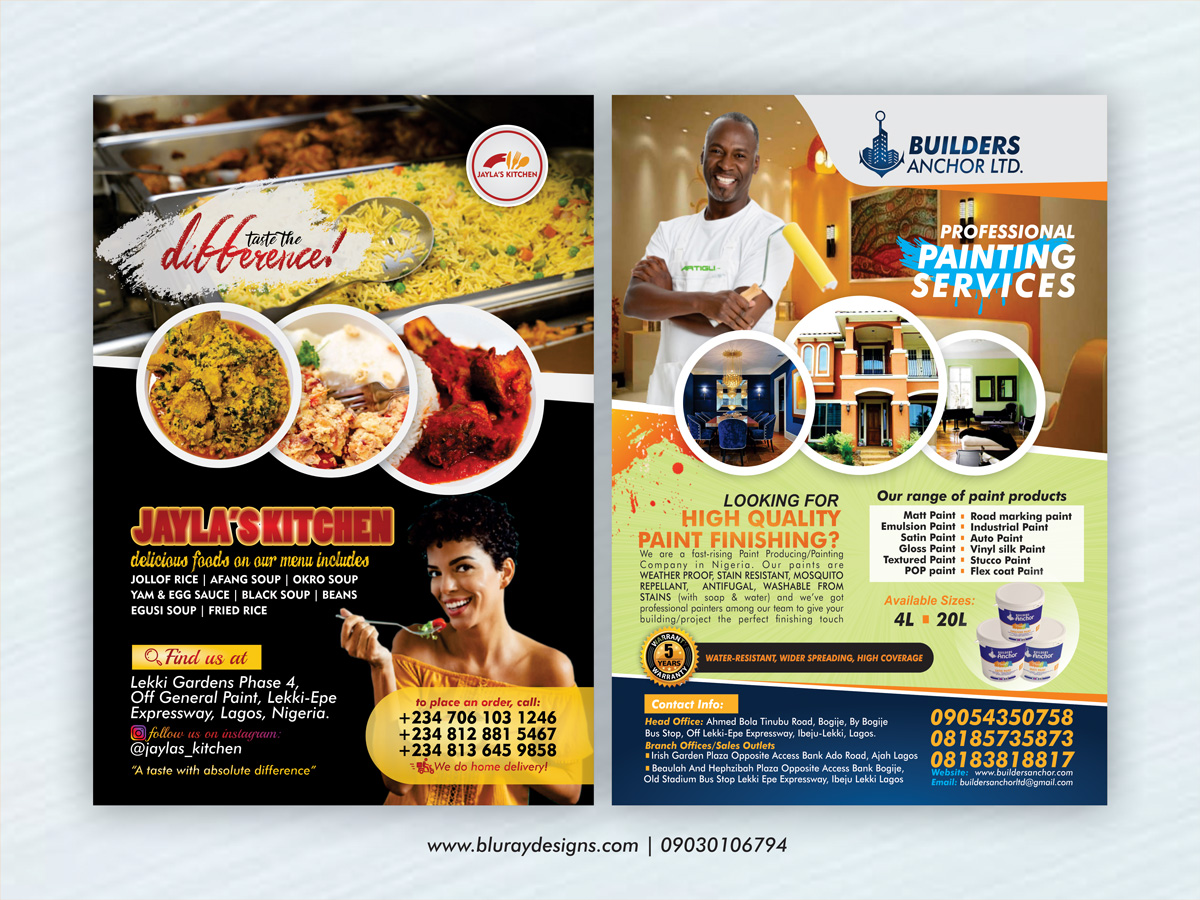 JAYLA'S KITCHEN
taste the
difference!
JAYLA'S KITCHEN
delicious foods on our menu includes
JOLLOF RICE | AFANG SOUP | OKRO SOUP
YAM & EGG SAUCE | BLACK SOUP | BEANS
EGUSI SOUP | FRIED RICE
Find us at
Lekki Gardens Phase 4,
Off General Paint, Lekki-Epe
Expressway, Lagos, Nigeria.
follow us on instagram:
@jaylas_kitchen
"A taste with absolute difference"
to place an order, call:
+234 706 103 1246
+234 812 881 5467
+234 813 645 9858
We do home delivery!
BUILDERS
ANCHOR LTD.
ARTIGLI
PROFESSIONAL
PAINTING
SERVICES
LOOKING FOR
HIGH QUALITY
PAINT FINISHING?
We are a fast-rising Paint Producing/Painting
Company in Nigeria. Our paints are
WEATHER PROOF, STAIN RESISTANT, MOSQUITO
REPELLANT, ANTIFUGAL, WASHABLE FROM
STAINS (with soap & water) and we've got
professional painters among our team to give your
building/project the perfect finishing touch
Our range of paint products
Matt Paint ▪ Road marking paint
Emulsion Paint ▪ Industrial Paint
Satin Paint ▪ Auto Paint
Gloss Paint ▪ Vinyl silk Paint
Textured Paint ▪ Stucco Paint
POP paint ▪ Flex coat Paint
Available Sizes:
4L ▪ 20L
Anchor
Anchor
Anchor
WARRANTY
5
YEARS
WARRANTY
WATER-RESISTANT, WIDER SPREADING, HIGH COVERAGE
Contact Info:
Head Office: Ahmed Bola Tinubu Road, Bogije, By Bogije
Bus Stop, Off Lekki-Epe Expressway, Ibeju-Lekki, Lagos.
Branch Offices/Sales Outlets
▪ Irish Garden Plaza Opposite Access Bank Ado Road, Ajah Lagos
▪ Beaulah And Hephzibah Plaza Opposite Access Bank Bogije,
Old Stadium Bus Stop Lekki Epe Expressway, Ibeju Lekki Lagos
09054350758
08185735873
08183818817
Website: www.buildersanchor.com
Email: buildersanchorltd@gmail.com
www.bluraydesigns.com | 09030106794